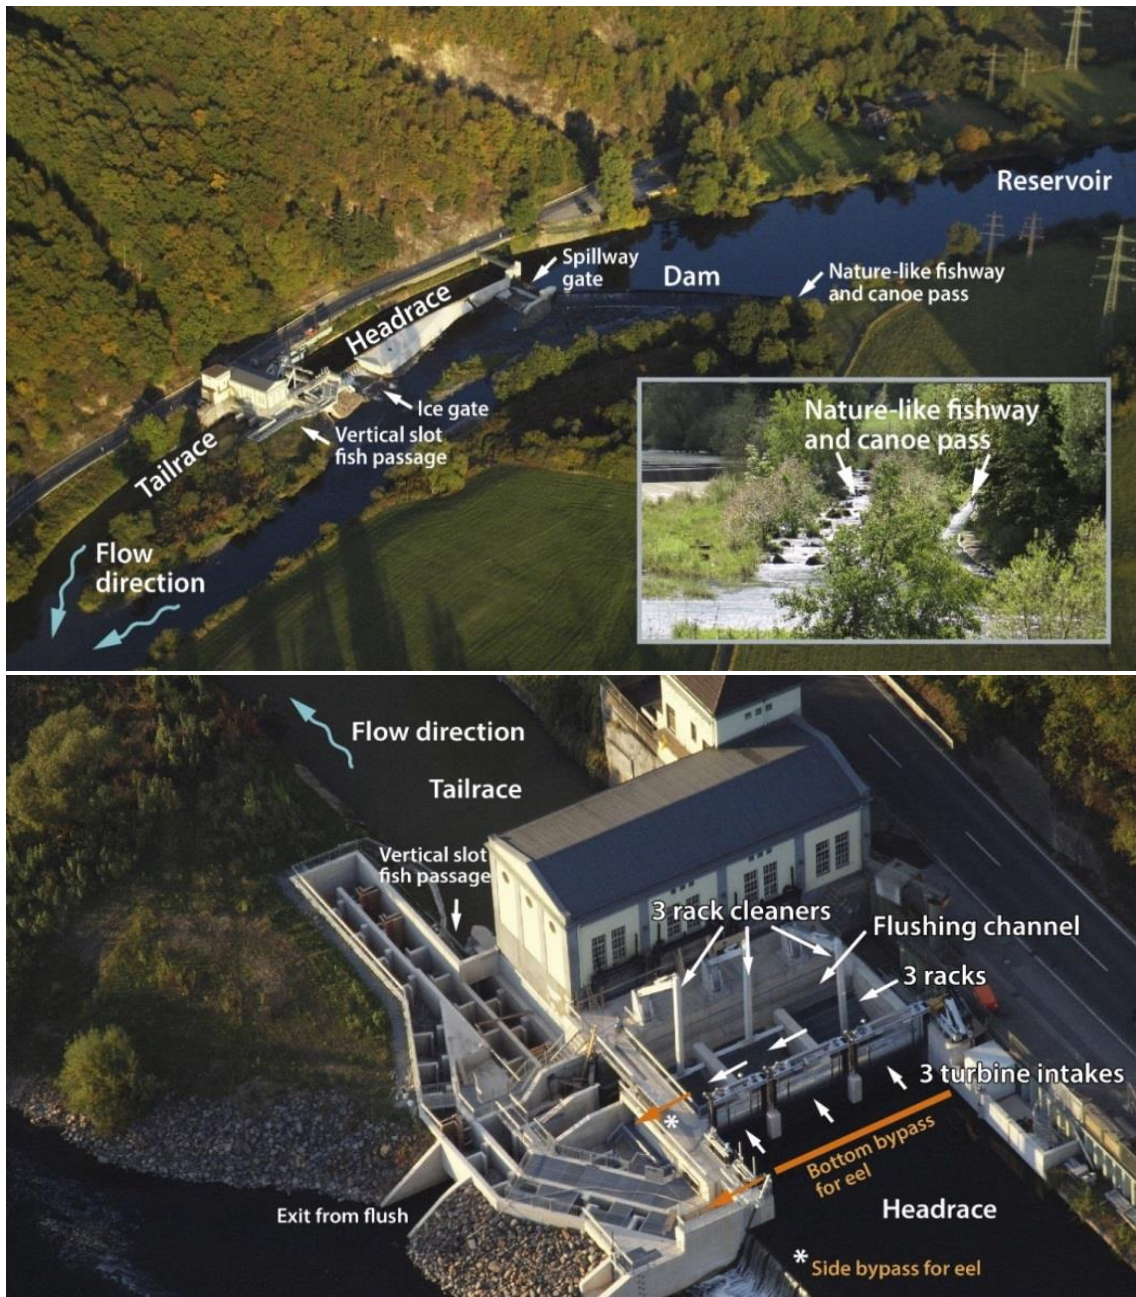 Reservoir
Spillway
gate
Dam
Nature-like fishway
and canoe pass
Headrace
Ice gate
Vertical slot
fish passage
Tailrace
Flow
direction
Nature-like fishway
and canoe pass
Flow direction
Tailrace
Vertical slot
fish passage
3 rack cleaners
Flushing channel
3 racks
3 turbine intakes
*
Bottom bypass
for eel
Headrace
Exit from flush
* Side bypass for eel